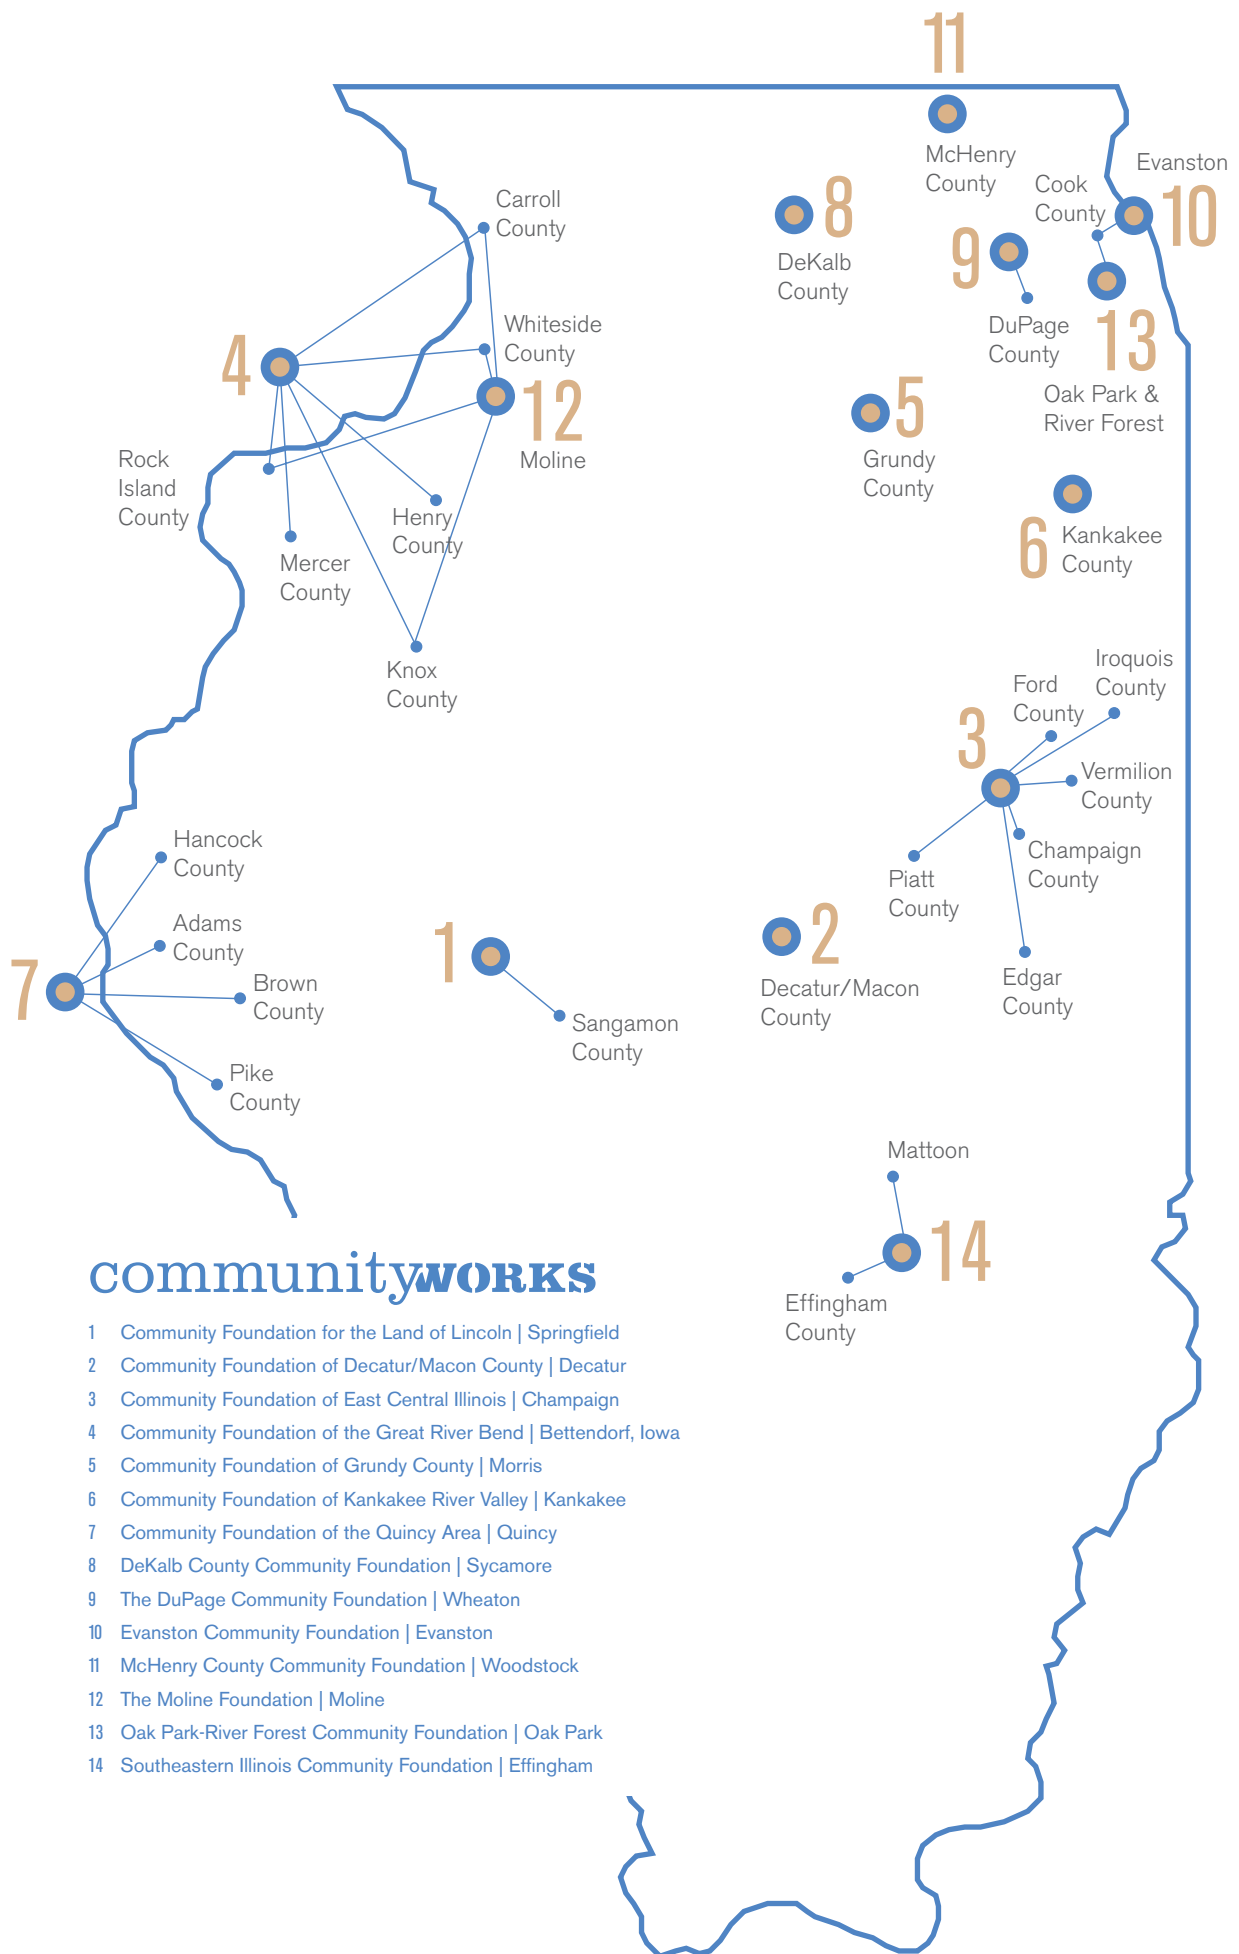 11
McHenry
County
Evanston
10
Cook
County
8
DeKalb
County
9
DuPage
County
13
Oak Park &
River Forest
Carroll
County
Whiteside
County
4
12
Moline
Rock
Island
County
Henry
County
Mercer
County
Knox
County
5
Grundy
County
6
Kankakee
County
Iroquois
County
Ford
County
3
Vermilion
County
Champaign
County
Piatt
County
Edgar
County
Hancock
County
Adams
County
7
Brown
County
Pike
County
1
Sangamon
County
2
Decatur/Macon
County
Mattoon
14
Effingham
County
communityWORKS
1 Community Foundation for the Land of Lincoln | Springfield
2 Community Foundation of Decatur/Macon County | Decatur
3 Community Foundation of East Central Illinois | Champaign
4 Community Foundation of the Great River Bend | Bettendorf, Iowa
5 Community Foundation of Grundy County | Morris
6 Community Foundation of Kankakee River Valley | Kankakee
7 Community Foundation of the Quincy Area | Quincy
8 DeKalb County Community Foundation | Sycamore
9 The DuPage Community Foundation | Wheaton
10 Evanston Community Foundation | Evanston
11 McHenry County Community Foundation | Woodstock
12 The Moline Foundation | Moline
13 Oak Park-River Forest Community Foundation | Oak Park
14 Southeastern Illinois Community Foundation | Effingham